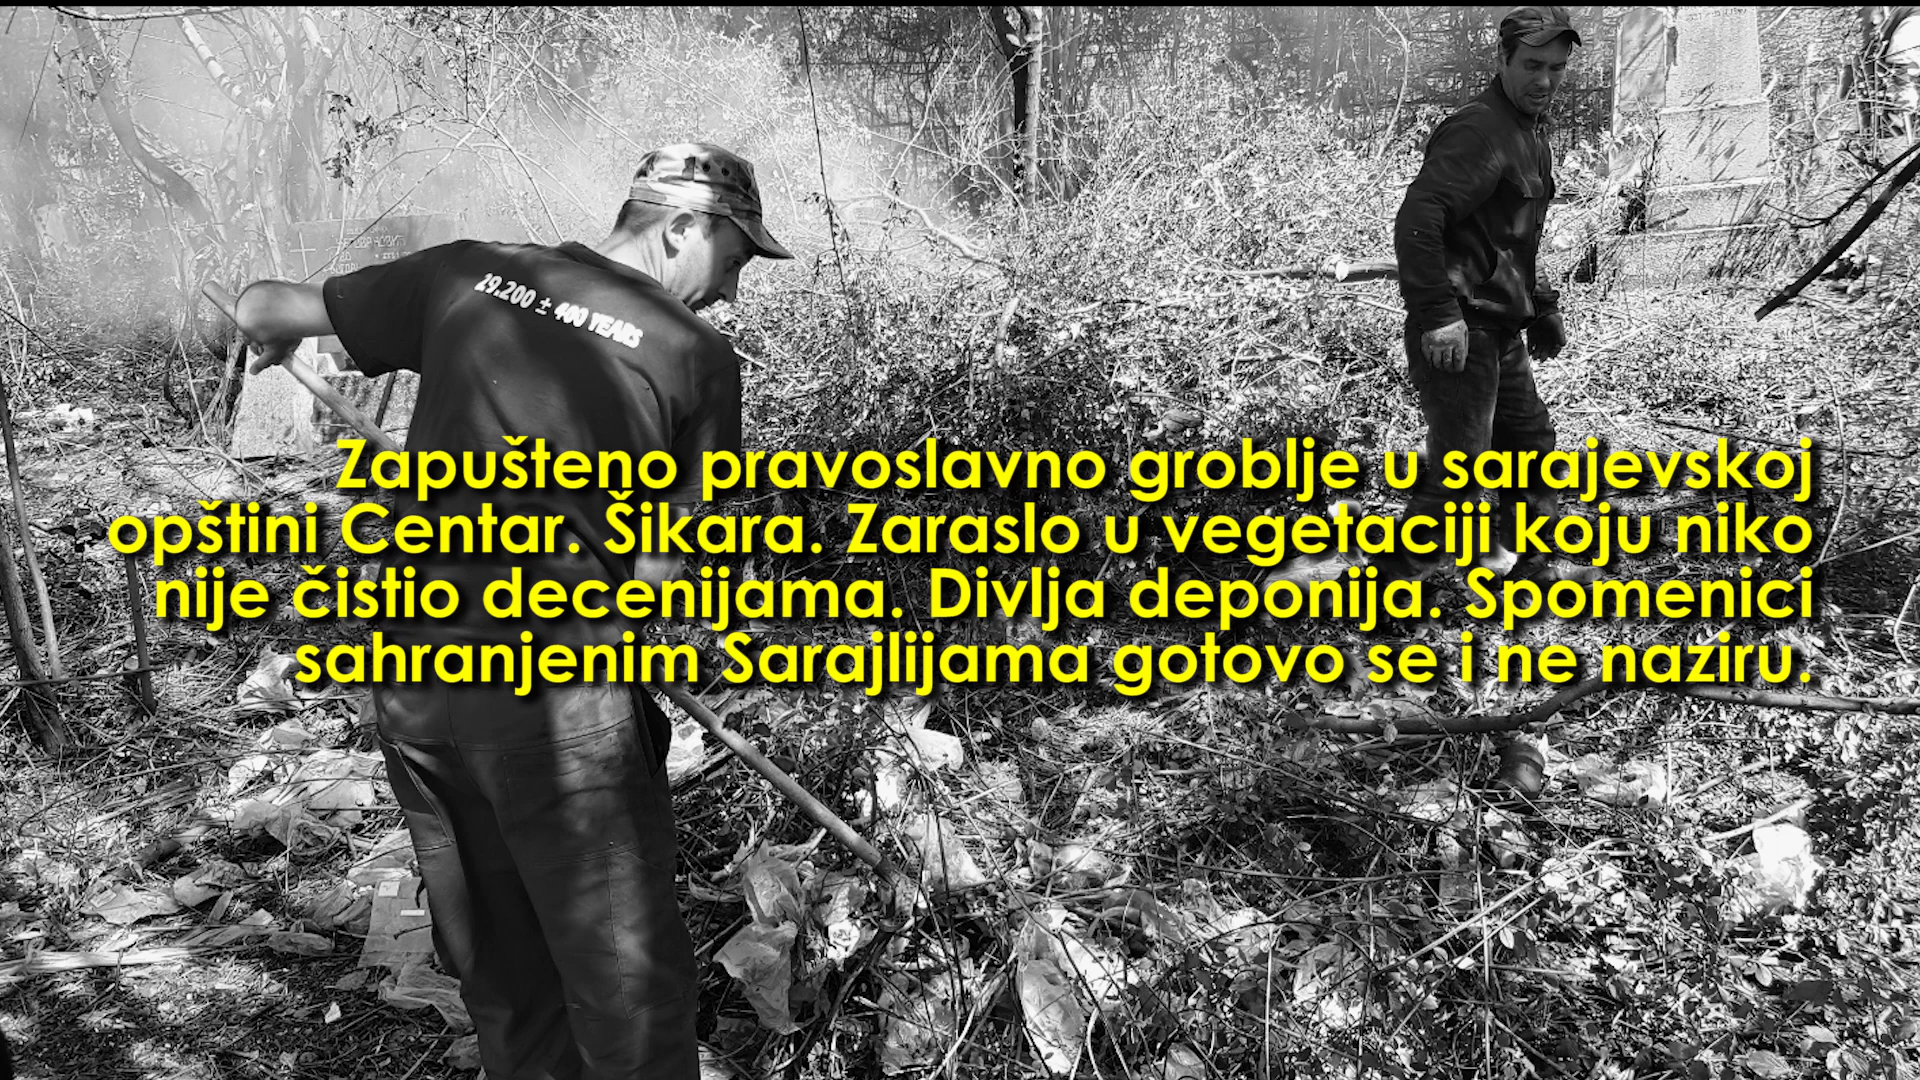 29.200 ± 400 YEARS
Zapušteno pravoslavno groblje u sarajevskoj
opštini Centar. Šikara. Zaraslo u vegetaciji koju niko
nije čistio decenijama. Divlja deponija. Spomenici
sahranjenim Sarajlijama gotovo se i ne naziru.